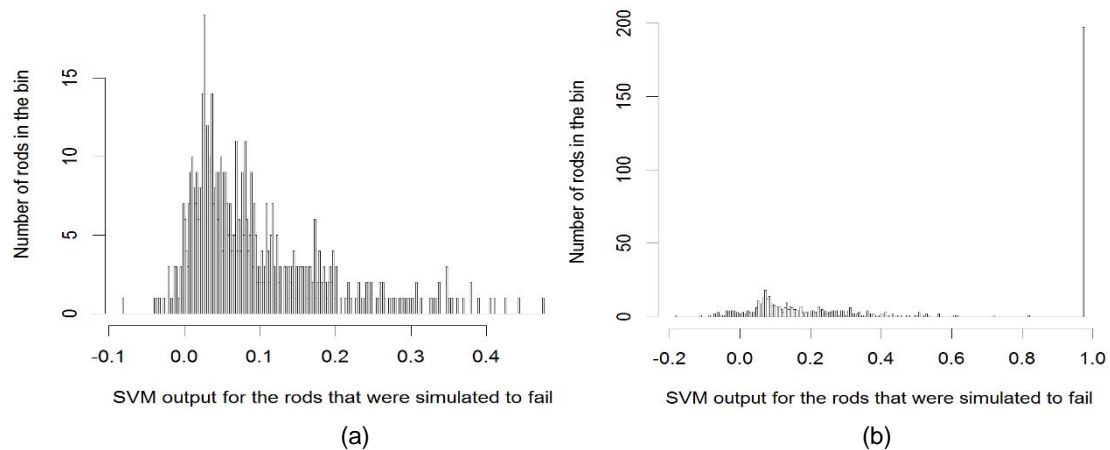 Number of rods in the bin
15
10
5
0
-0.1 0.0 0.1 0.2 0.3 0.4
SVM output for the rods that were simulated to fail
(a)
Number of rods in the bin
200
150
100
50
0
-0.2 0.0 0.2 0.4 0.6 0.8 1.0
SVM output for the rods that were simulated to fail
(b)